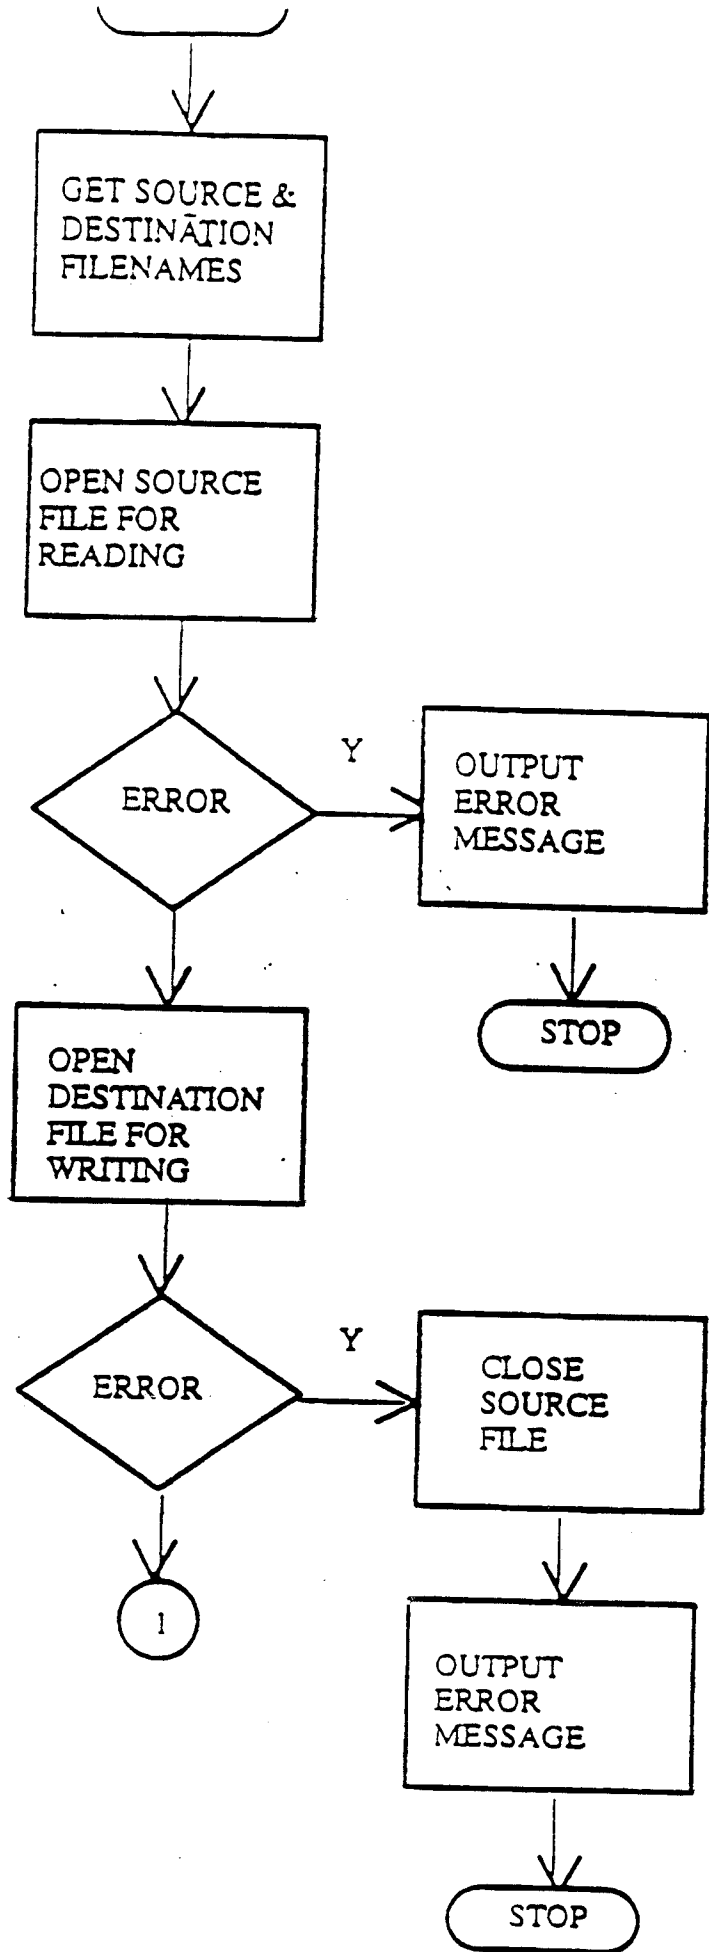 GET SOURCE &
DESTINATION
FILENAMES
OPEN SOURCE
FILE FOR
READING
ERROR
Y
OUTPUT
ERROR
MESSAGE
STOP
OPEN
DESTINATION
FILE FOR
WRITING
ERROR
Y
CLOSE
SOURCE
FILE
1
OUTPUT
ERROR
MESSAGE
STOP